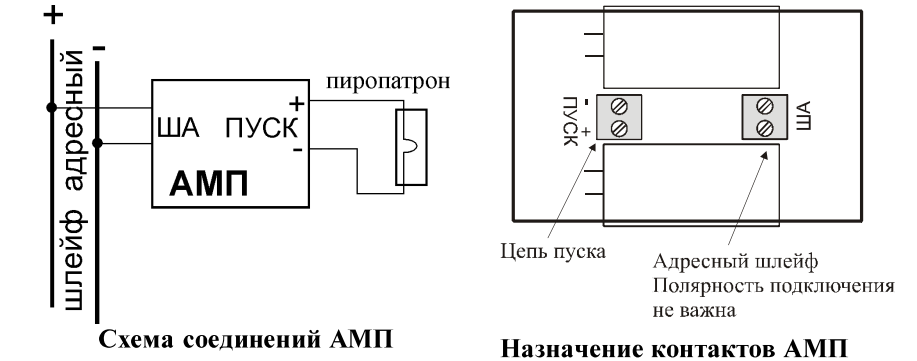 +
-
шлейф адресный
ША
ПУСК
+
-
АМП
пиропатрон
Схема соединений АМП
-
ПУСК
+
ША
Цепь пуска
Адресный шлейф
Полярность подключения
не важна
Назначение контактов АМП